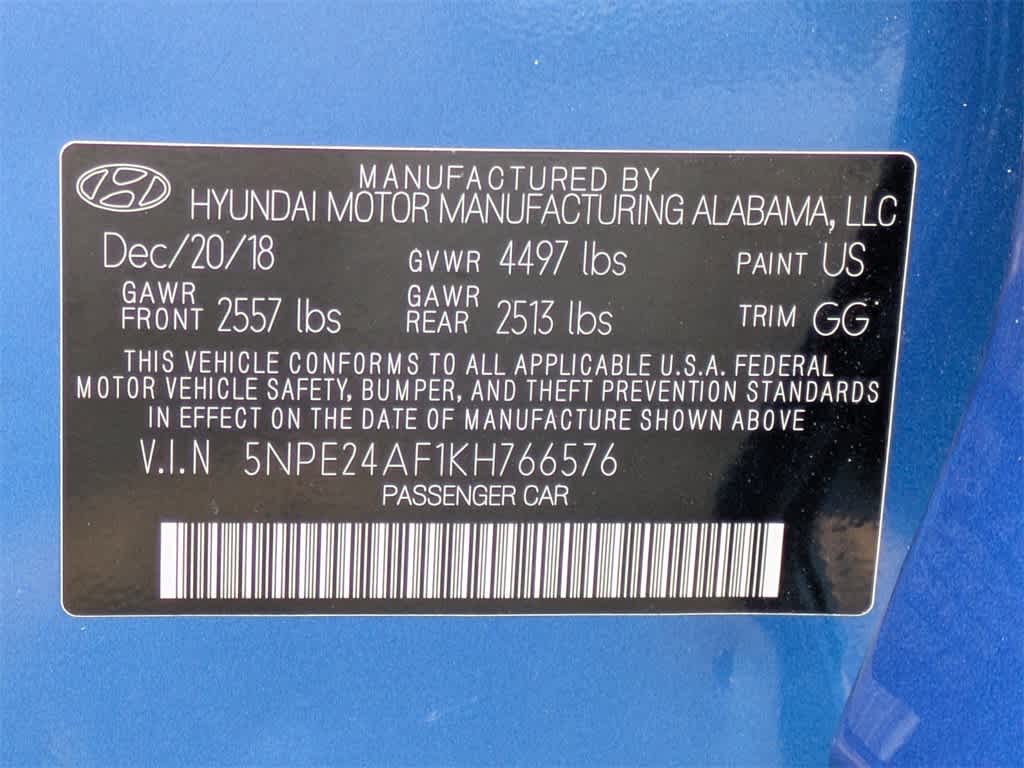 MANUFACTURED BY
HYUNDAI MOTOR MANUFACTURING ALABAMA, LLC
Dec/20/18 GVWR 4497 lbs PAINT US
GAWR FRONT 2557 lbs GAWR REAR 2513 lbs TRIM GG
THIS VEHICLE CONFORMS TO ALL APPLICABLE U.S.A. FEDERAL
MOTOR VEHICLE SAFETY, BUMPER, AND THEFT PREVENTION STANDARDS
IN EFFECT ON THE DATE OF MANUFACTURE SHOWN ABOVE
V.I.N 5NPE24AF1KH766576
PASSENGER CAR